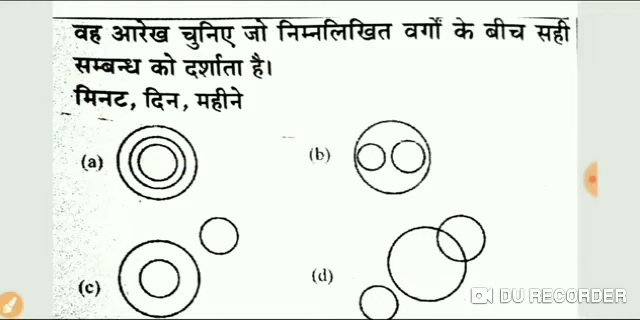 वह आरेख चुनिए जो निम्नलिखित वर्गों के बीच सही
सम्बन्ध को दर्शाता है।
मिनट, दिन, महीने
(a)
(b)
(c)
(d)
DU RECORDER